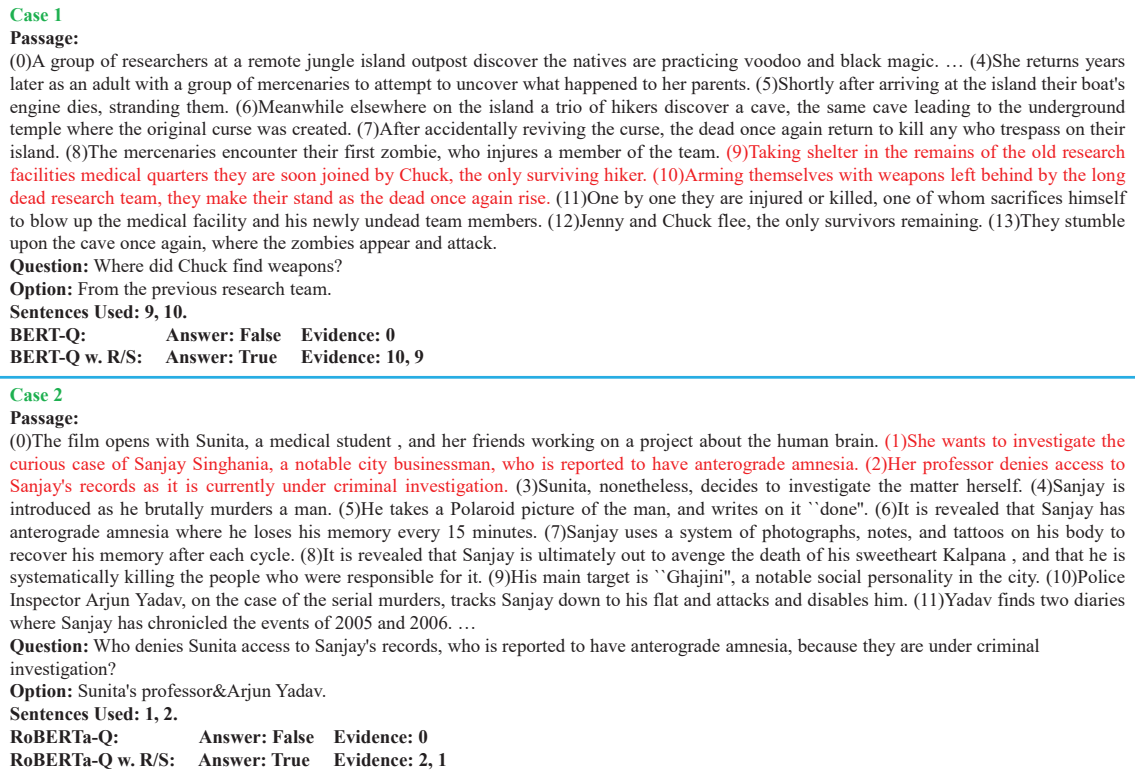 Case 1
Passage:
(0)A group of researchers at a remote jungle island outpost discover the natives are practicing voodoo and black magic. … (4)She returns years
later as an adult with a group of mercenaries to attempt to uncover what happened to her parents. (5)Shortly after arriving at the island their boat's
engine dies, stranding them. (6)Meanwhile elsewhere on the island a trio of hikers discover a cave, the same cave leading to the underground
temple where the original curse was created. (7)After accidentally reviving the curse, the dead once again return to kill any who trespass on their
island. (8)The mercenaries encounter their first zombie, who injures a member of the team. (9)Taking shelter in the remains of the old research
facilities medical quarters they are soon joined by Chuck, the only surviving hiker. (10)Arming themselves with weapons left behind by the long
dead research team, they make their stand as the dead once again rise. (11)One by one they are injured or killed, one of whom sacrifices himself
to blow up the medical facility and his newly undead team members. (12)Jenny and Chuck flee, the only survivors remaining. (13)They stumble
upon the cave once again, where the zombies appear and attack.
Question: Where did Chuck find weapons?
Option: From the previous research team.
Sentences Used: 9, 10.
BERT-Q: Answer: False Evidence: 0
BERT-Q w. R/S: Answer: True Evidence: 10, 9
Case 2
Passage:
(0)The film opens with Sunita, a medical student , and her friends working on a project about the human brain. (1)She wants to investigate the
curious case of Sanjay Singhania, a notable city businessman, who is reported to have anterograde amnesia. (2)Her professor denies access to
Sanjay's records as it is currently under criminal investigation. (3)Sunita, nonetheless, decides to investigate the matter herself. (4)Sanjay is
introduced as he brutally murders a man. (5)He takes a Polaroid picture of the man, and writes on it ``done". (6)It is revealed that Sanjay has
anterograde amnesia where he loses his memory every 15 minutes. (7)Sanjay uses a system of photographs, notes, and tattoos on his body to
recover his memory after each cycle. (8)It is revealed that Sanjay is ultimately out to avenge the death of his sweetheart Kalpana , and that he is
systematically killing the people who were responsible for it. (9)His main target is ``Ghajini", a notable social personality in the city. (10)Police
Inspector Arjun Yadav, on the case of the serial murders, tracks Sanjay down to his flat and attacks and disables him. (11)Yadav finds two diaries
where Sanjay has chronicled the events of 2005 and 2006. …
Question: Who denies Sunita access to Sanjay's records, who is reported to have anterograde amnesia, because they are under criminal
investigation?
Option: Sunita's professor&Arjun Yadav.
Sentences Used: 1, 2.
RoBERTa-Q: Answer: False Evidence: 0
RoBERTa-Q w. R/S: Answer: True Evidence: 2, 1